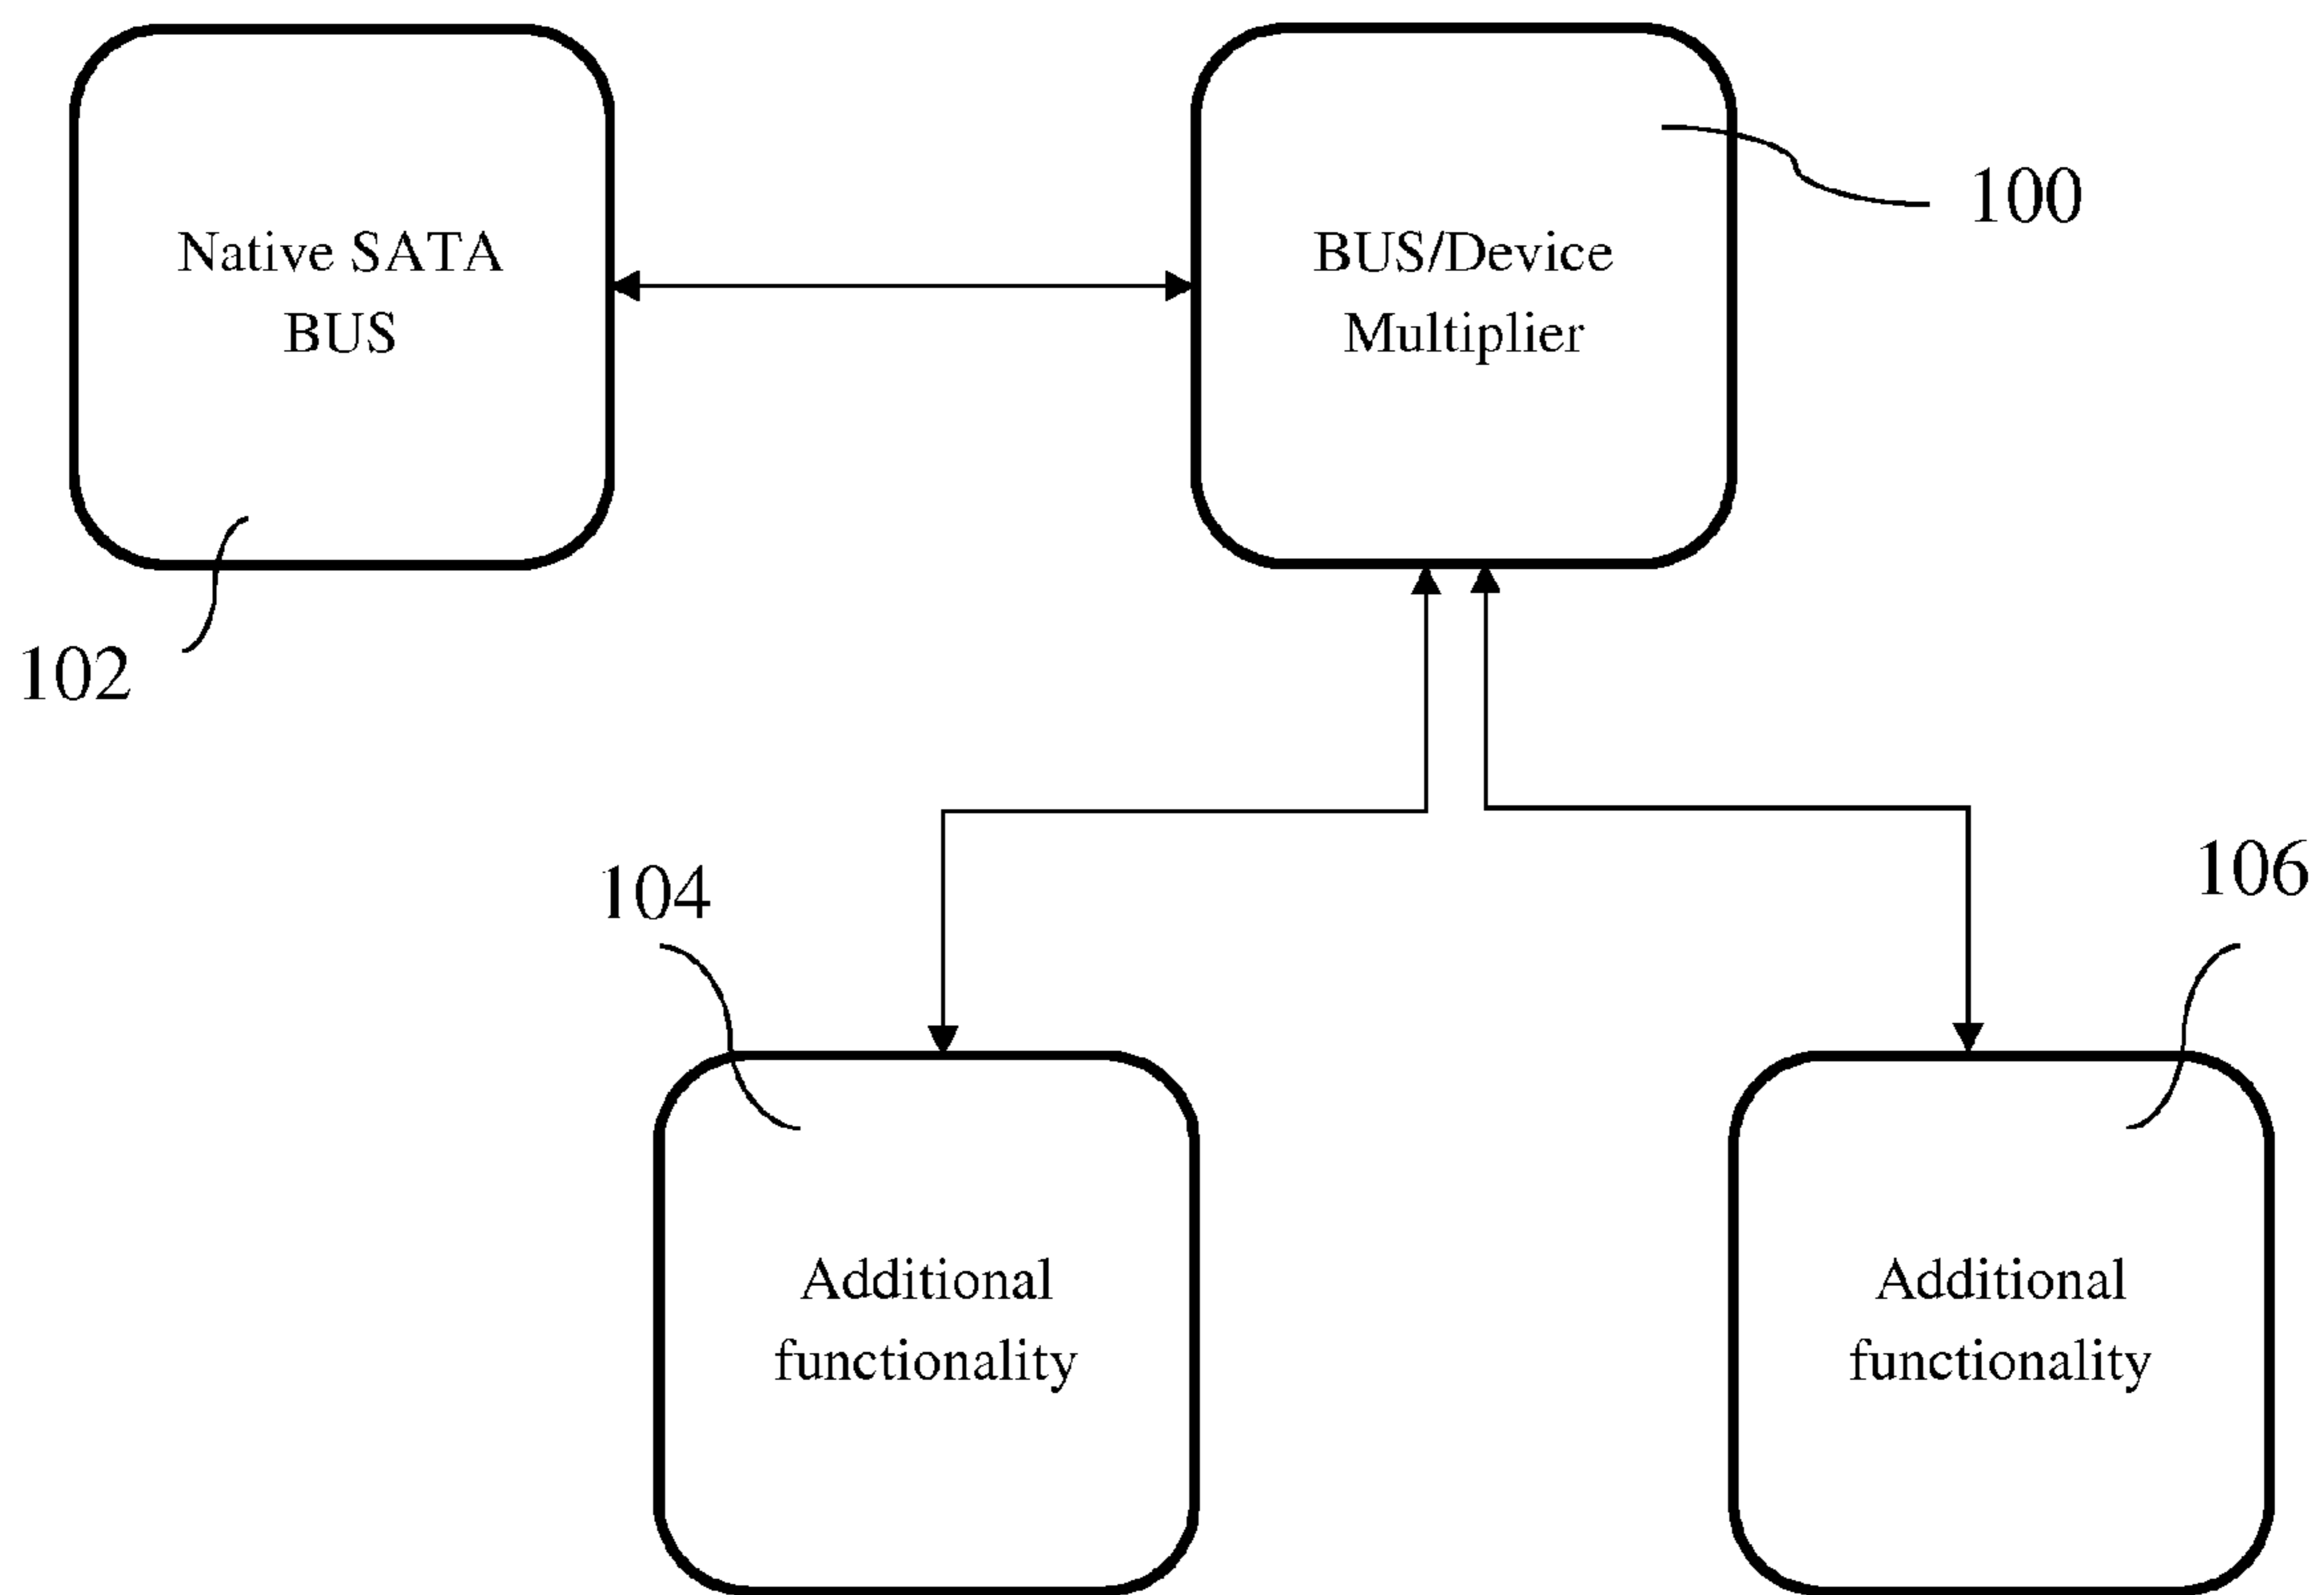 Native SATA
BUS
BUS/Device
Multiplier
100
102
104
106
Additional
functionality
Additional
functionality